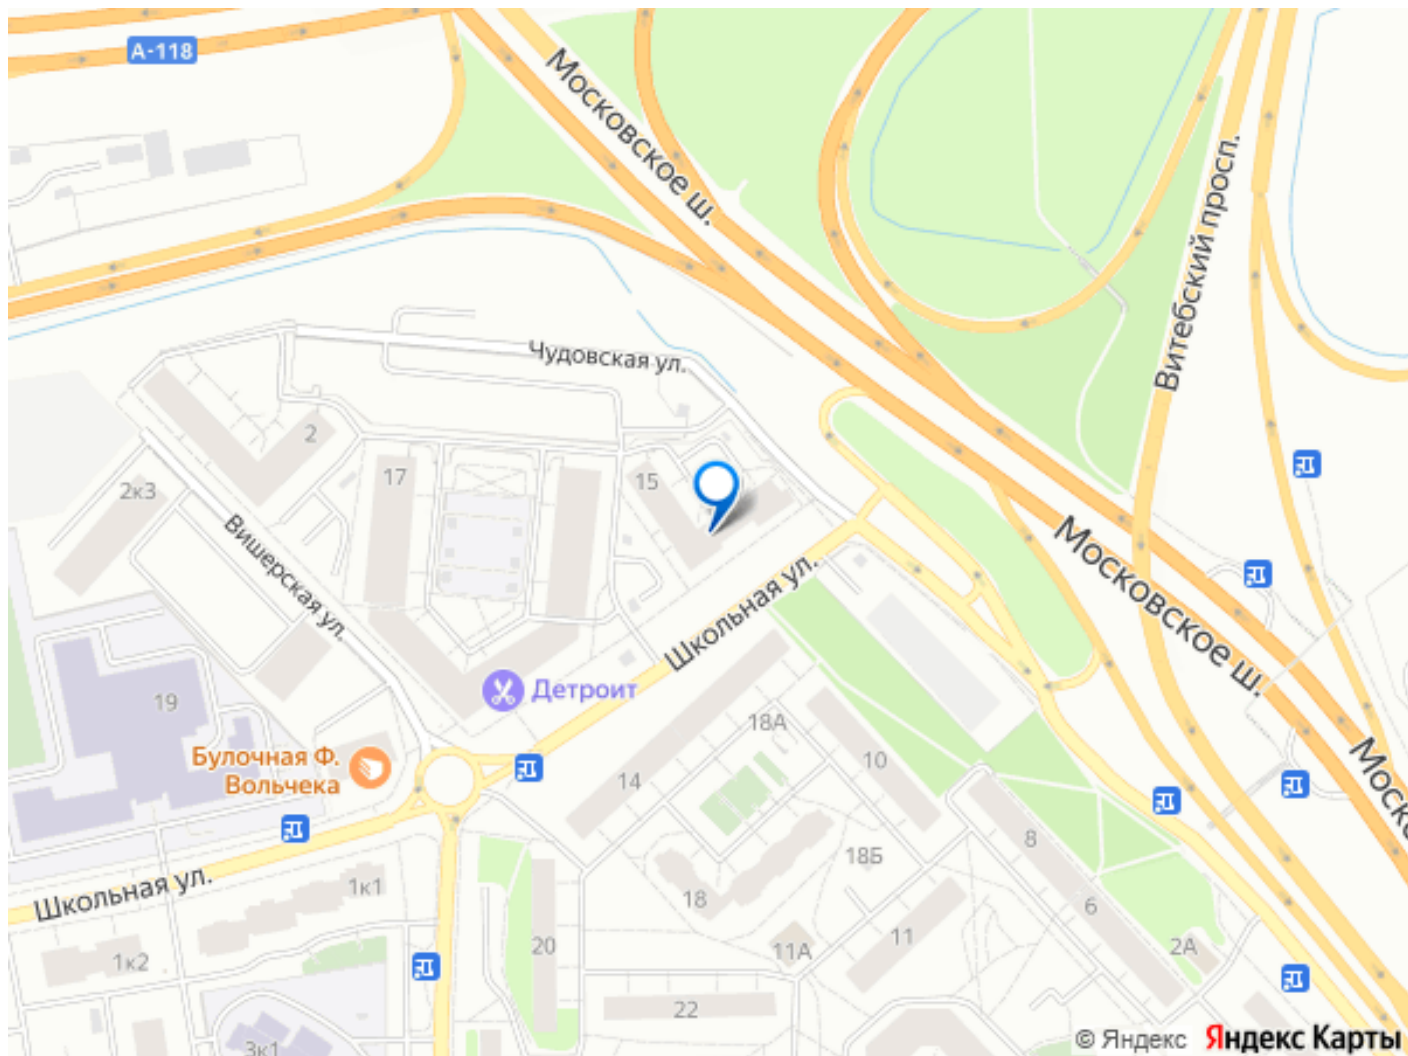 А-118
Московское ш.
Витебский просп.
Чудовская ул.
2
17
15
2к3
Вишерская ул.
Школьная ул.
Московское ш.
Детройт
19
Булочная Ф.
Вольчека
18А
10
14
Моско
8
18Б
1к1
Школьная ул.
18
6
11
20
11А
2А
1к2
22
3к1
© Яндекс
Яндекс Карты